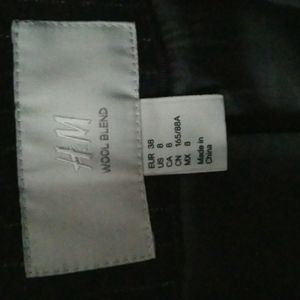 H&M
WOOL BLEND
EUR 38
US 8
CA 8
CN 165/88A
MX 8
Made in
China